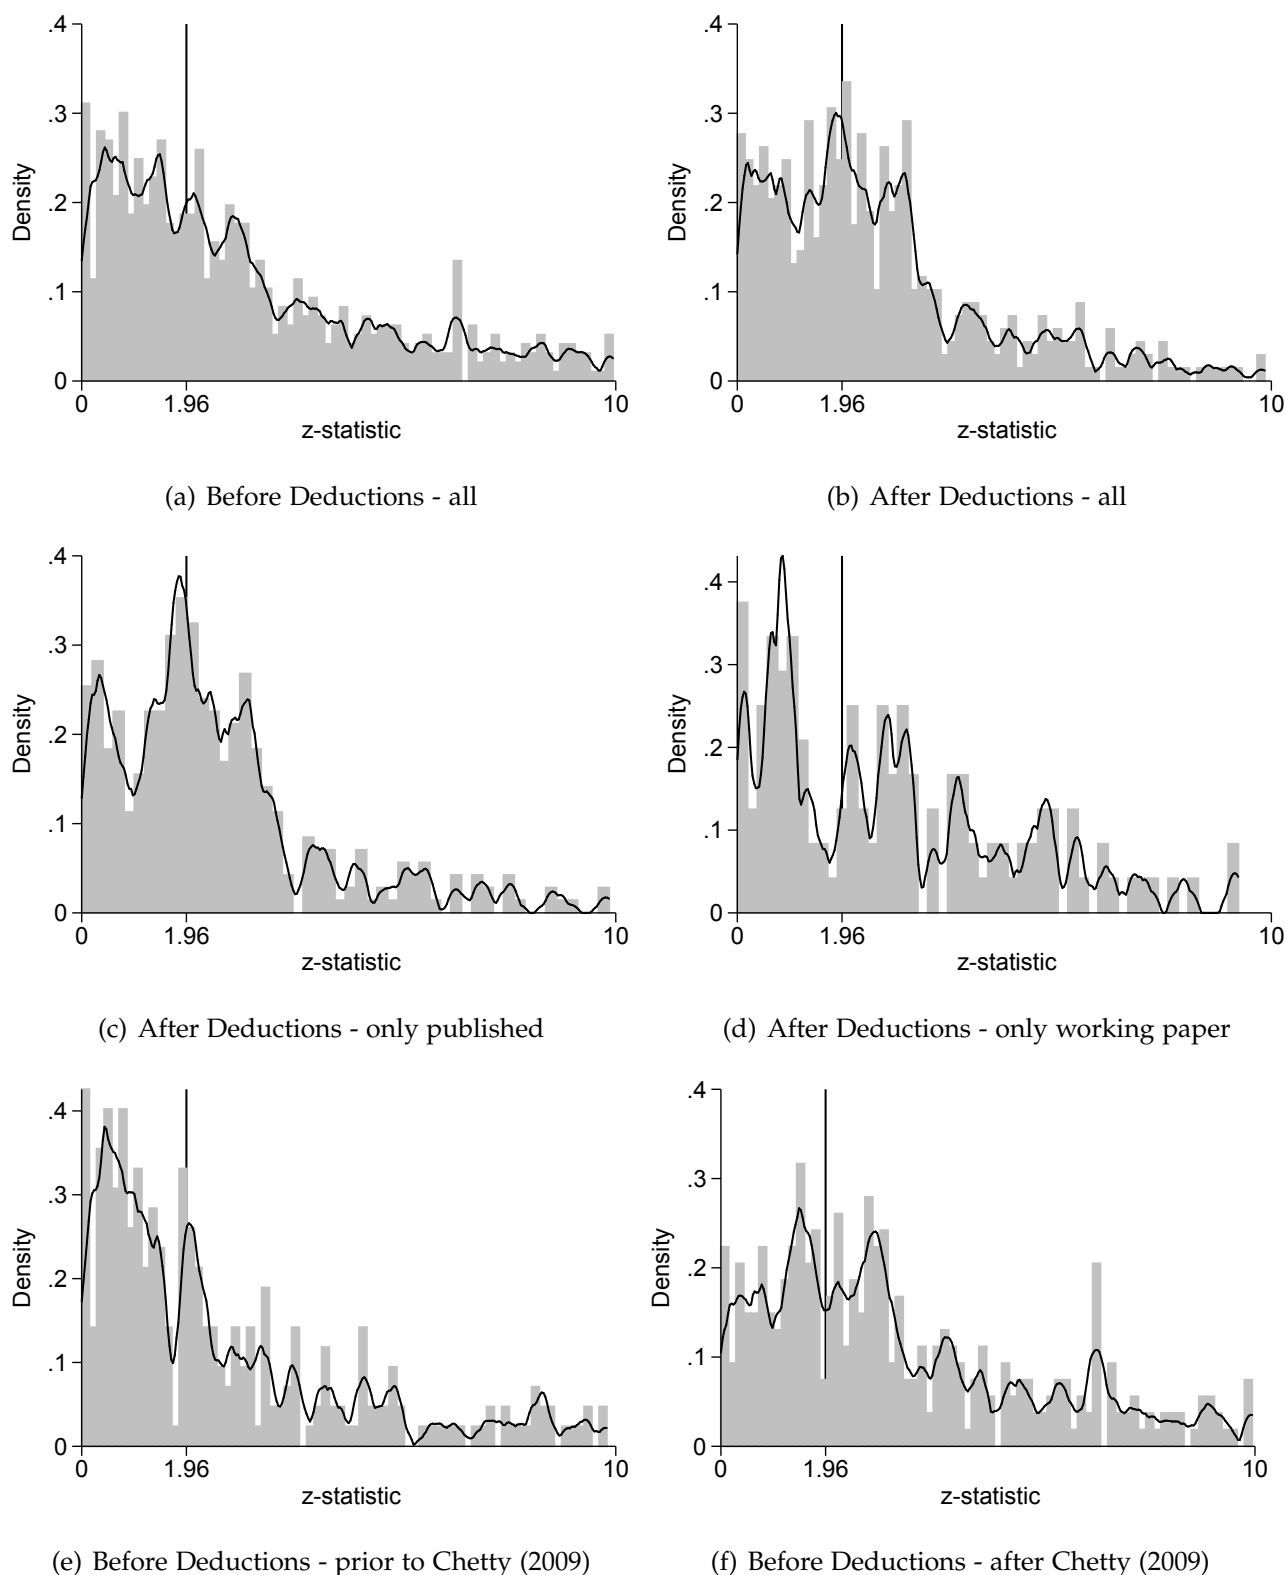 .4
.3
.2
.1
0
Density
0 1.96 10
z-statistic
(a) Before Deductions - all
.4
.3
.2
.1
0
Density
0 1.96 10
z-statistic
(b) After Deductions - all
.4
.3
.2
.1
0
Density
0 1.96 10
z-statistic
(c) After Deductions - only published
.4
.3
.2
.1
0
Density
0 1.96 10
z-statistic
(d) After Deductions - only working paper
.4
.3
.2
.1
0
Density
0 1.96 10
z-statistic
(e) Before Deductions - prior to Chetty (2009)
.4
.3
.2
.1
0
Density
0 1.96 10
z-statistic
(f) Before Deductions - after Chetty (2009)